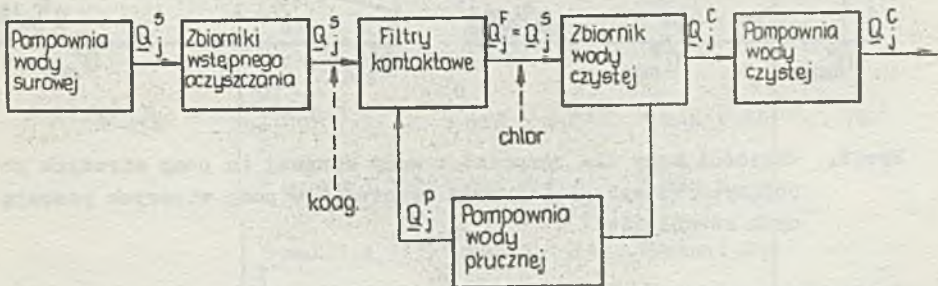 Pompownia
wody
surowej
Q_j^S
Zbiorniki
wstępnego
oczyszczania
Q_j^S
Filtry
kontaktowe
Q_j^F = Q_j^S
Zbiornik
wody
czystej
Q_j^C
Pompownia
wody
czystej
Q_j^C
koag.
chlor
Q_j^P
Pompownia
wody
płucznej